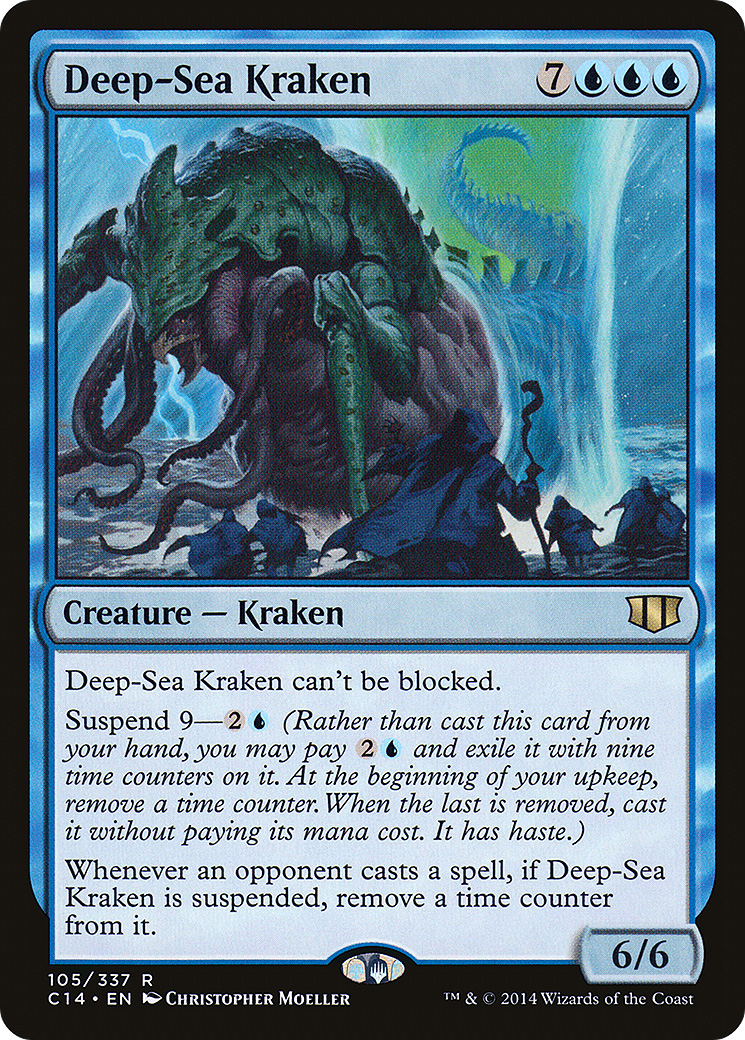 Deep-Sea Kraken 7
Creature — Kraken
Deep-Sea Kraken can't be blocked.
Suspend 9—2 (Rather than cast this card from
your hand, you may pay 2 and exile it with nine
time counters on it. At the beginning of your upkeep,
remove a time counter. When the last is removed, cast
it without paying its mana cost. It has haste.)
Whenever an opponent casts a spell, if Deep-Sea
Kraken is suspended, remove a time counter
from it.
6/6
105/337 R
C14 • EN Christopher Moeller ™ & © 2014 Wizards of the Coast